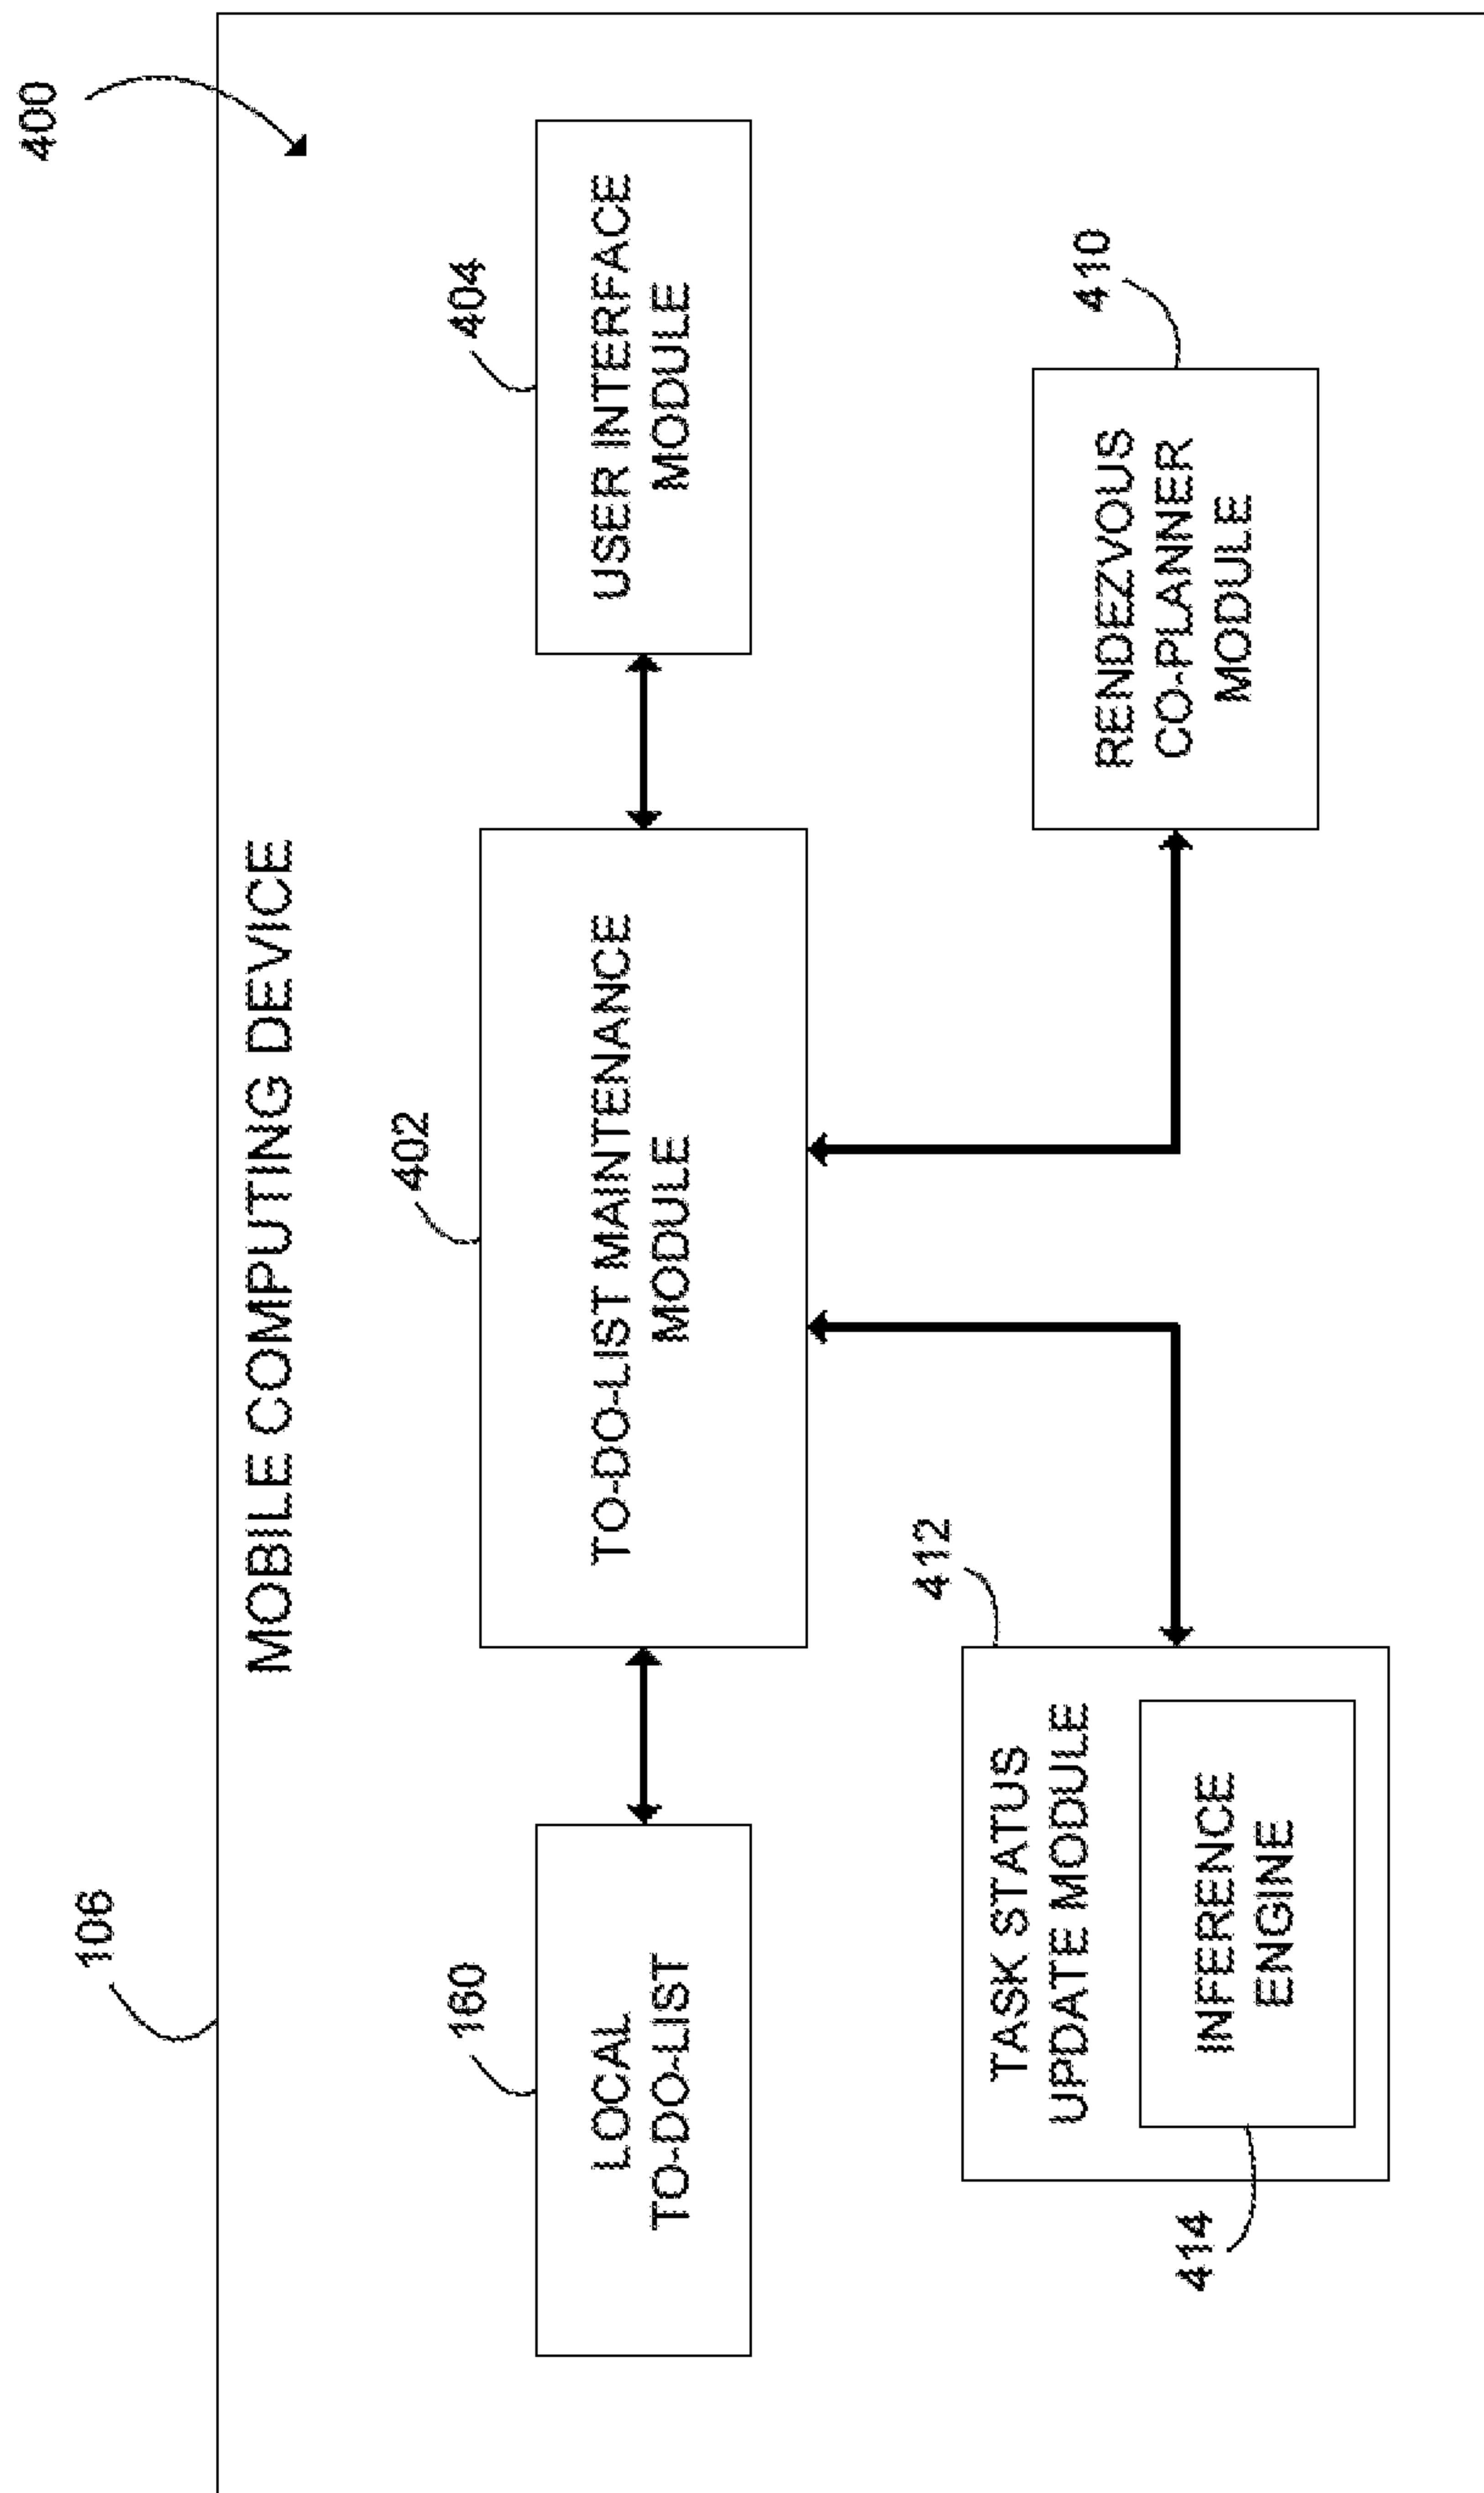 400
106
MOBILE COMPUTING DEVICE
160
LOCAL
TO-DO-LIST
402
TO-DO-LIST MAINTENANCE
MODULE
404
USER INTERFACE
MODULE
412
TASK STATUS
UPDATE MODULE
INFERENCE
ENGINE
414
410
RENDEZVOUS
CO-PLANNER
MODULE